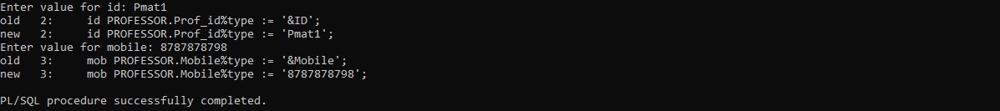 Enter value for id: Pmat1
old   2:     id PROFESSOR.Prof_id%type := '&ID';
new   2:     id PROFESSOR.Prof_id%type := 'Pmat1';
Enter value for mobile: 8787878798
old   3:     mob PROFESSOR.Mobile%type := '&Mobile';
new   3:     mob PROFESSOR.Mobile%type := '8787878798';
PL/SQL procedure successfully completed.